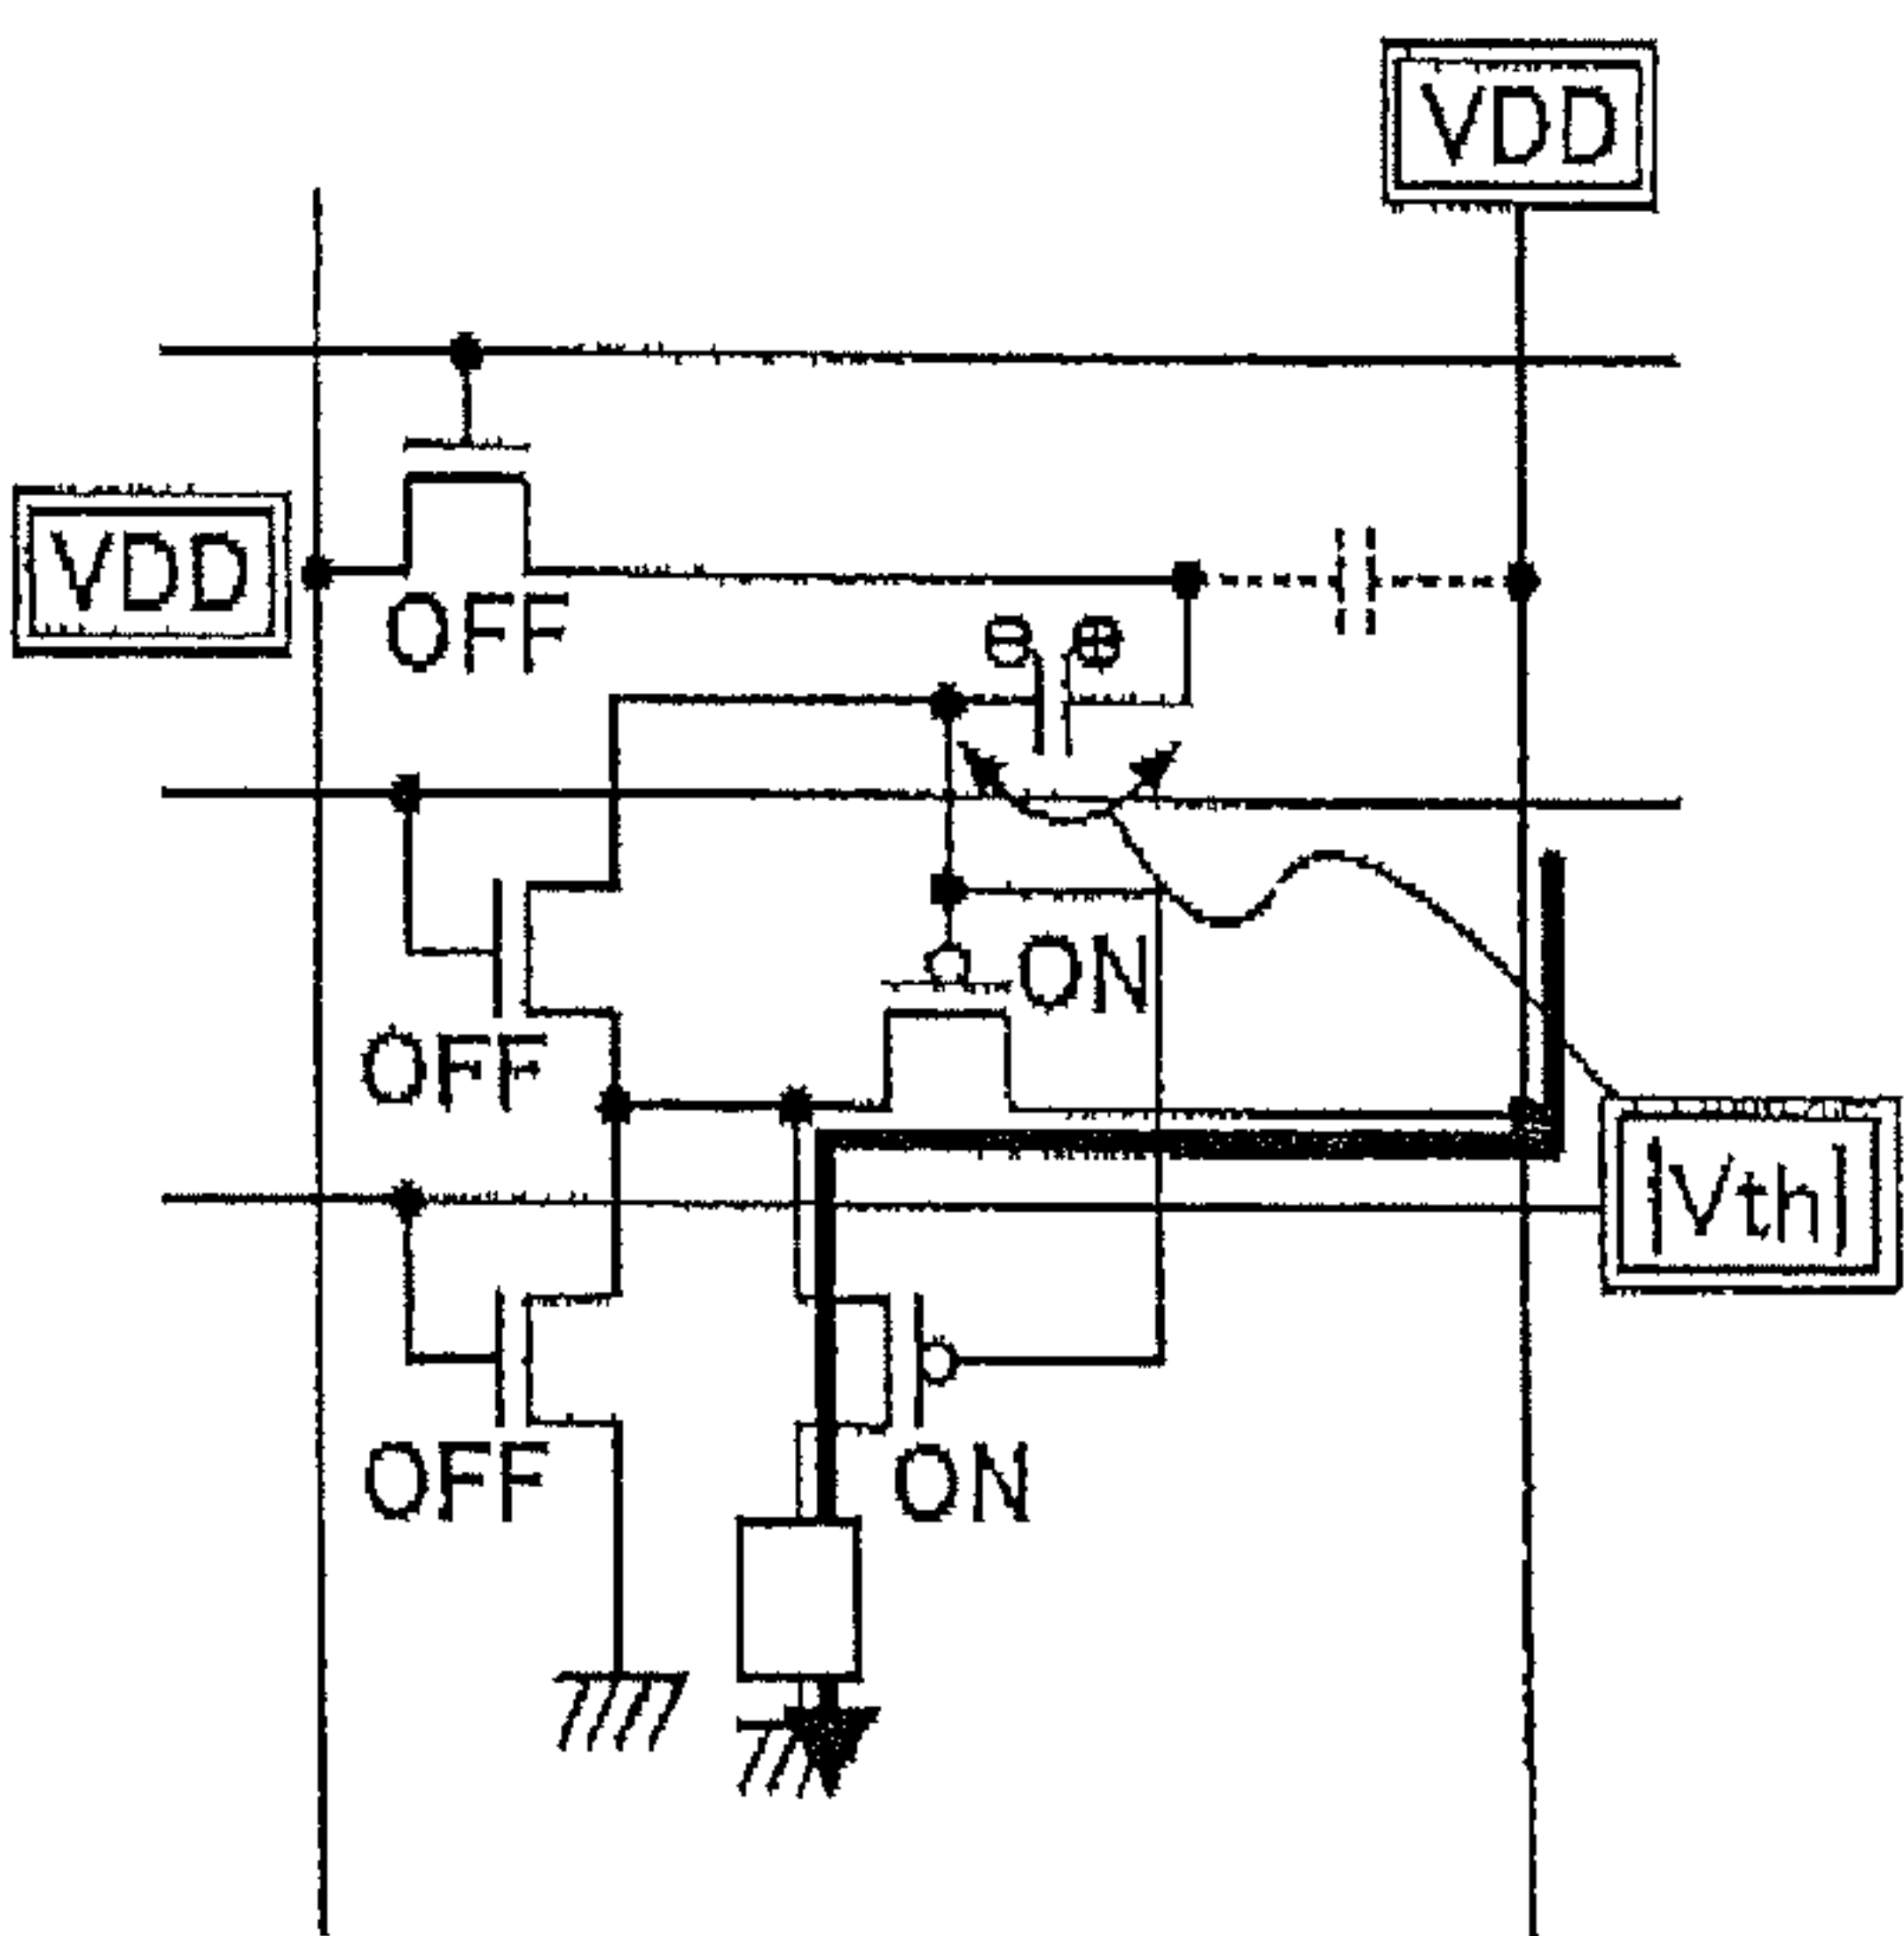 VDD
VDD
OFF
⊖ ⊕
ON
OFF
|Vth|
OFF
ON